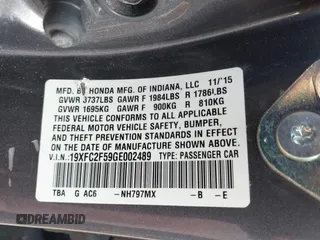 MFD. BY HONDA MFG. OF INDIANA, LLC 11/'15
GVWR 3737LBS GAWR F 1984LBS R 1786LBS
GVWR 1695KG GAWR F 900KG R 810KG
THIS VEHICLE CONFORMS TO ALL APPLICABLE
FEDERAL MOTOR VEHICLE SAFETY, BUMPER,
AND THEFT PREVENTION STANDARDS IN EFFECT
ON THE DATE OF MANUFACTURE SHOWN ABOVE.
V.I.N.: 19XFC2F59GE002489 TYPE: PASSENGER CAR
TBA G AC6 -NH797MX -B -E
DREAMBID